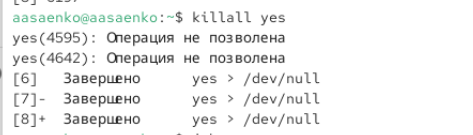 aasaenko@aasaenko:~$ killall yes
yes(4595): Операция не позволена
yes(4642): Операция не позволена
[6]   Завершено      yes > /dev/null
[7]-  Завершено      yes > /dev/null
[8]+  Завершено      yes > /dev/null